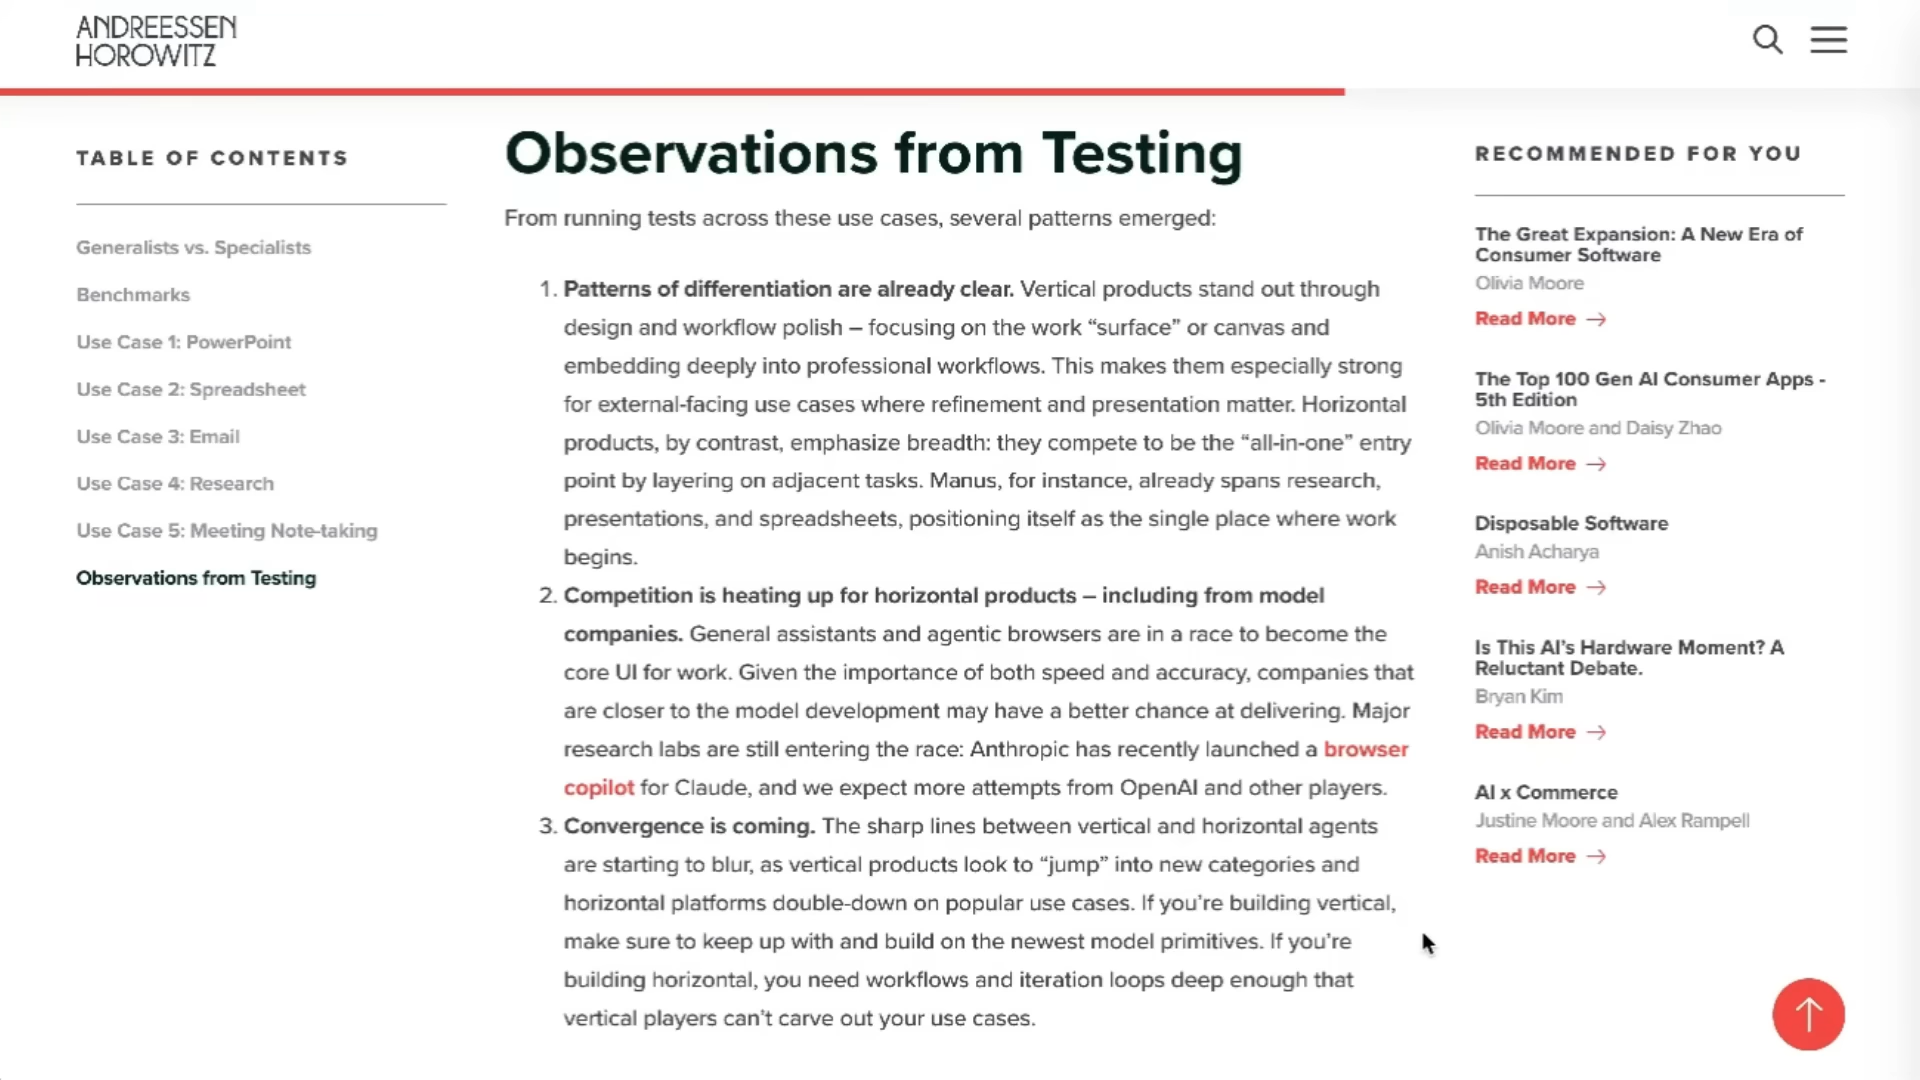 ANDREESSEN
HOROWITZ
TABLE OF CONTENTS
Generalists vs. Specialists
Benchmarks
Use Case 1: PowerPoint
Use Case 2: Spreadsheet
Use Case 3: Email
Use Case 4: Research
Use Case 5: Meeting Note-taking
Observations from Testing
Observations from Testing
From running tests across these use cases, several patterns emerged:
1. Patterns of differentiation are already clear. Vertical products stand out through
design and workflow polish – focusing on the work “surface” or canvas and
embedding deeply into professional workflows. This makes them especially strong
for external-facing use cases where refinement and presentation matter. Horizontal
products, by contrast, emphasize breadth: they compete to be the “all-in-one” entry
point by layering on adjacent tasks. Manus, for instance, already spans research,
presentations, and spreadsheets, positioning itself as the single place where work
begins.
2. Competition is heating up for horizontal products – including from model
companies. General assistants and agentic browsers are in a race to become the
core UI for work. Given the importance of both speed and accuracy, companies that
are closer to the model development may have a better chance at delivering. Major
research labs are still entering the race: Anthropic has recently launched a browser
copilot for Claude, and we expect more attempts from OpenAI and other players.
3. Convergence is coming. The sharp lines between vertical and horizontal agents
are starting to blur, as vertical products look to “jump” into new categories and
horizontal platforms double-down on popular use cases. If you’re building vertical,
make sure to keep up with and build on the newest model primitives. If you’re
building horizontal, you need workflows and iteration loops deep enough that
vertical players can’t carve out your use cases.
RECOMMENDED FOR YOU
The Great Expansion: A New Era of
Consumer Software
Olivia Moore
Read More →
The Top 100 Gen AI Consumer Apps -
5th Edition
Olivia Moore and Daisy Zhao
Read More →
Disposable Software
Anish Acharya
Read More →
Is This AI’s Hardware Moment? A
Reluctant Debate.
Bryan Kim
Read More →
AI x Commerce
Justine Moore and Alex Rampell
Read More →